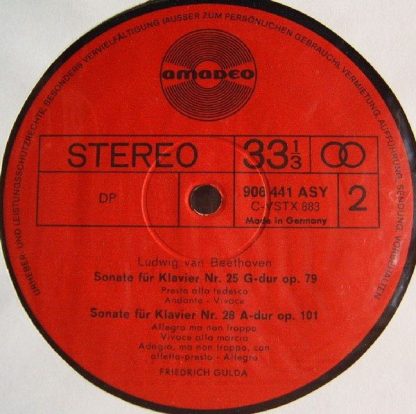 URHEBER- UND LEISTUNGSSCHUTZRECHTE, BESONDERS VERVIELFÄLTIGUNG (AUSSER ZUM PERSÖNLICHEN GEBRAUCH), VERMIETUNG, AUFFÜHRUNG, SENDUNG, VORBEHALTEN
amadeo
STEREO
33 1/3
DP
906 441 ASY
C-YSTX 883
Made in Germany
2
Ludwig van Beethoven
Sonate für Klavier Nr. 25 G-dur op. 79
Presto alla tedesca
Andante - Vivace
Sonate für Klavier Nr. 28 A-dur op. 101
Allegro ma non troppo
Vivace alla marcia
Adagio, ma non troppo, con
affetto-presto - Allegro
FRIEDRICH GULDA